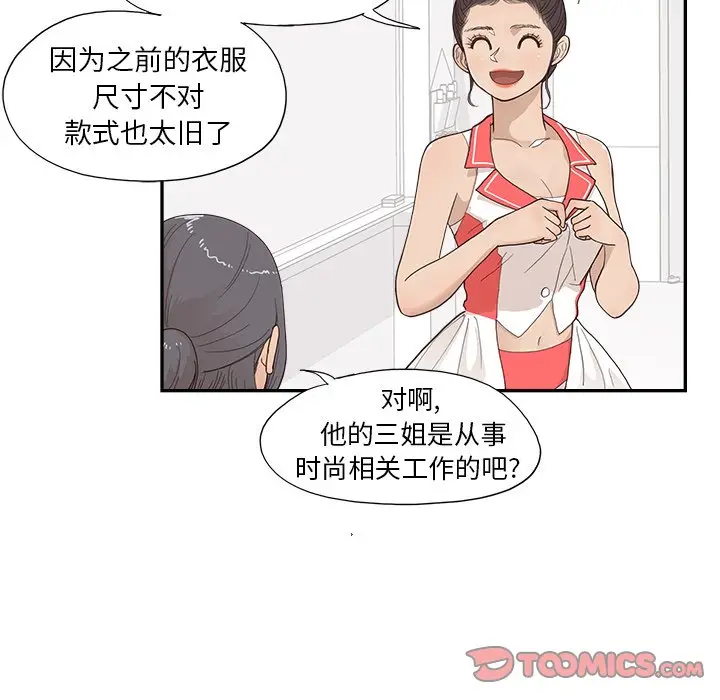 因为之前的衣服
尺寸不对
款式也太旧了
对啊,
他的三姐是从事
时尚相关工作的吧?
TOOMICS.COM